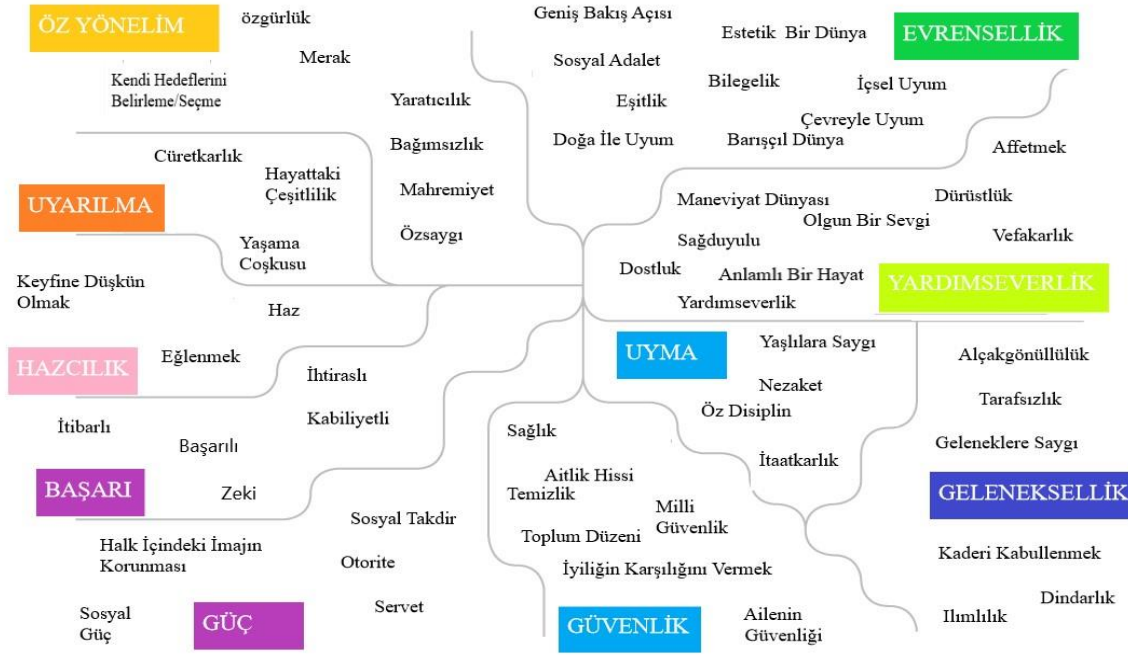 ÖZ YÖNELİM
özgürlük
Merak
Kendi Hedeflerini
Belirleme/Seçme
Yaratıcılık
Bağımsızlık
Mahremiyet
Özsaygı
Geniş Bakış Açısı
Estetik Bir Dünya
EVRENSELLİK
Sosyal Adalet
Bilegelik
İçsel Uyum
Eşitlik
Çevreyle Uyum
Doğa İle Uyum
Barışçıl Dünya
Cüretkarlık
Hayattaki
Çeşitlilik
UYARILMA
Yaşama
Coşkusu
Affetmek
Maneviyat Dünyası
Dürüstlük
Olgun Bir Sevgi
Sağduyulu
Vefakarlık
Dostluk
Anlamlı Bir Hayat
YARDIMSEVERLİK
Yardımseverlik
Keyfine Düşkün
Olmak
Haz
HAZCILIK
Eğlenmek
İhtiraslı
Kabiliyetli
İtibarlı
Başarılı
BAŞARI
Zeki
UYMA
Yaşlılara Saygı
Nezaket
Öz Disiplin
İtaatkarlık
Alçakgönüllülük
Tarafsızlık
Geleneklere Saygı
GELENEKSELLİK
Kaderi Kabullenmek
Dindarlık
Ilımlılık
Sağlık
Aitlik Hissi
Temizlik
Milli
Güvenlik
Toplum Düzeni
İyiliğin Karşılığını Vermek
GÜVENLİK
Ailenin
Güvenliği
Sosyal Takdir
Halk İçindeki İmajın
Korunması
Otorite
Servet
Sosyal
Güç
GÜÇ